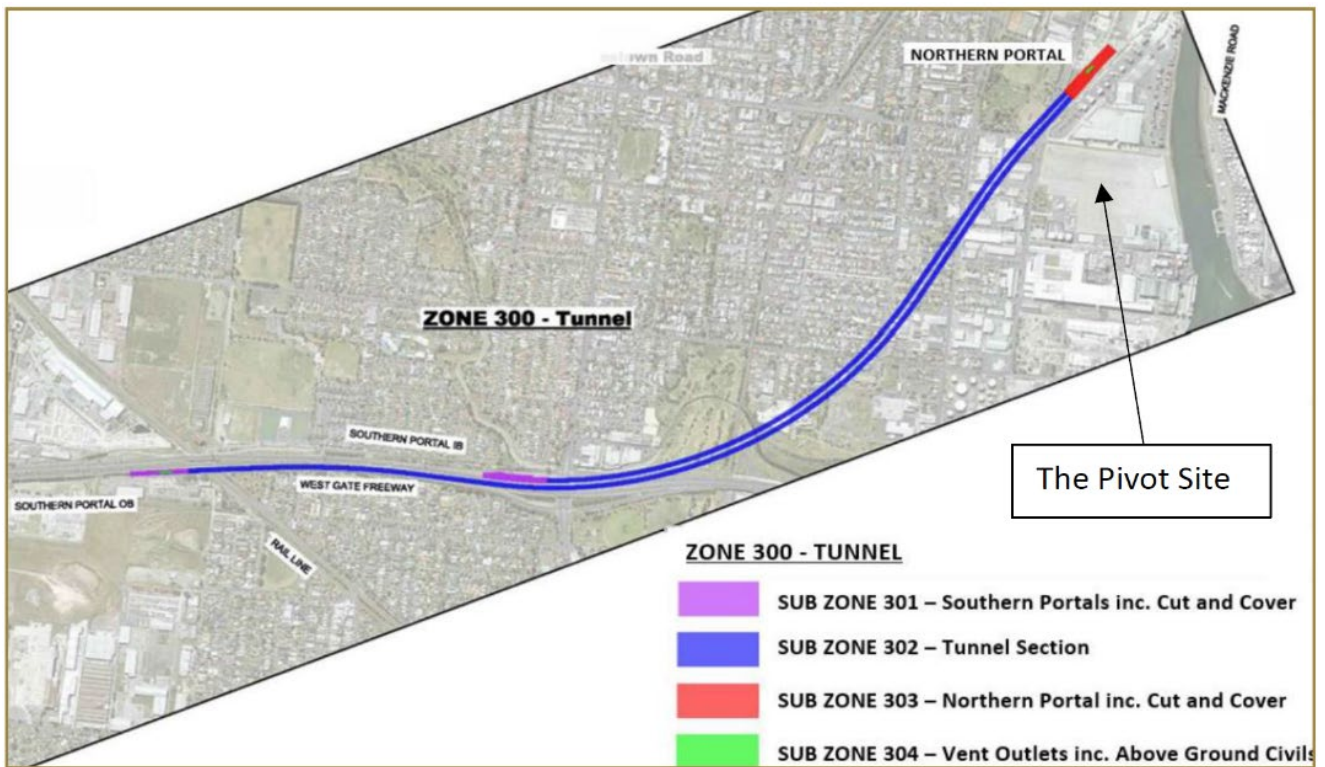 NORTHERN PORTAL
MACKENZIE ROAD
ZONE 300 - Tunnel
SOUTHERN PORTAL IB
WEST GATE FREEWAY
SOUTHERN PORTAL OB
RAIL LINE
The Pivot Site
ZONE 300 - TUNNEL
SUB ZONE 301 – Southern Portals inc. Cut and Cover
SUB ZONE 302 – Tunnel Section
SUB ZONE 303 – Northern Portal inc. Cut and Cover
SUB ZONE 304 – Vent Outlets inc. Above Ground Civils